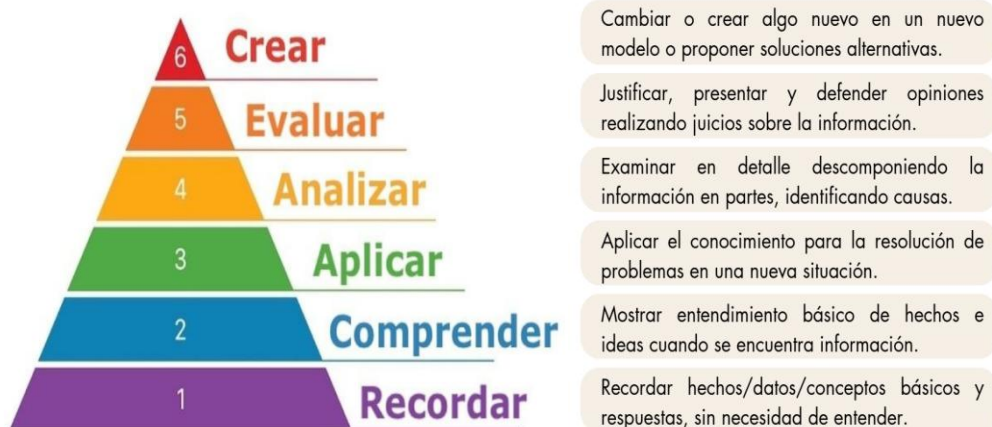 6 Crear
Cambiar o crear algo nuevo en un nuevo
modelo o proponer soluciones alternativas.
5 Evaluar
Justificar, presentar y defender opiniones
realizando juicios sobre la información.
4 Analizar
Examinar en detalle descomponiendo la
información en partes, identificando causas.
3 Aplicar
Aplicar el conocimiento para la resolución de
problemas en una nueva situación.
2 Comprender
Mostrar entendimiento básico de hechos e
ideas cuando se encuentra información.
1 Recordar
Recordar hechos/datos/conceptos básicos y
respuestas, sin necesidad de entender.